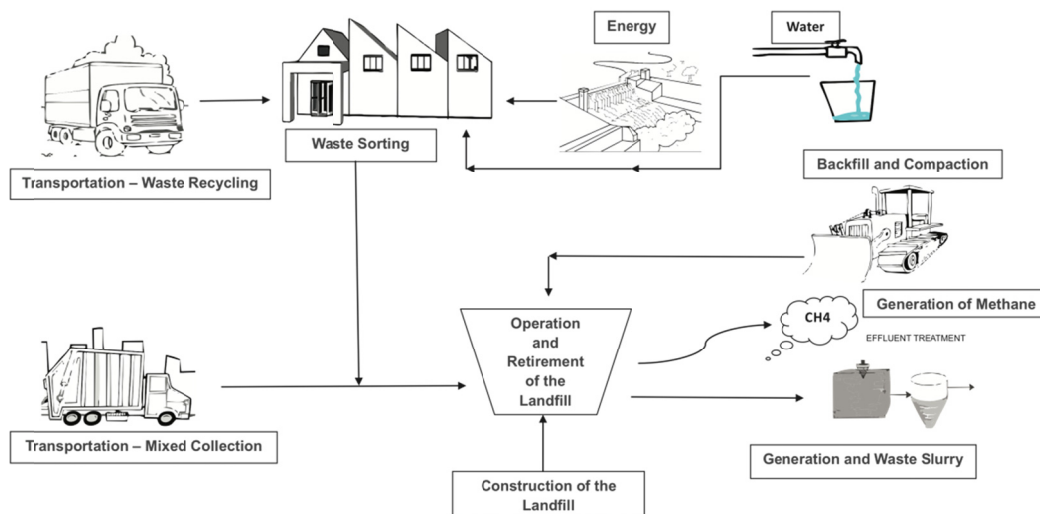 Energy
Water
Waste Sorting
Transportation – Waste Recycling
Backfill and Compaction
Operation
and
Retirement
of the
Landfill
CH4
Generation of Methane
EFFLUENT TREATMENT
Transportation – Mixed Collection
Generation and Waste Slurry
Construction of the
Landfill